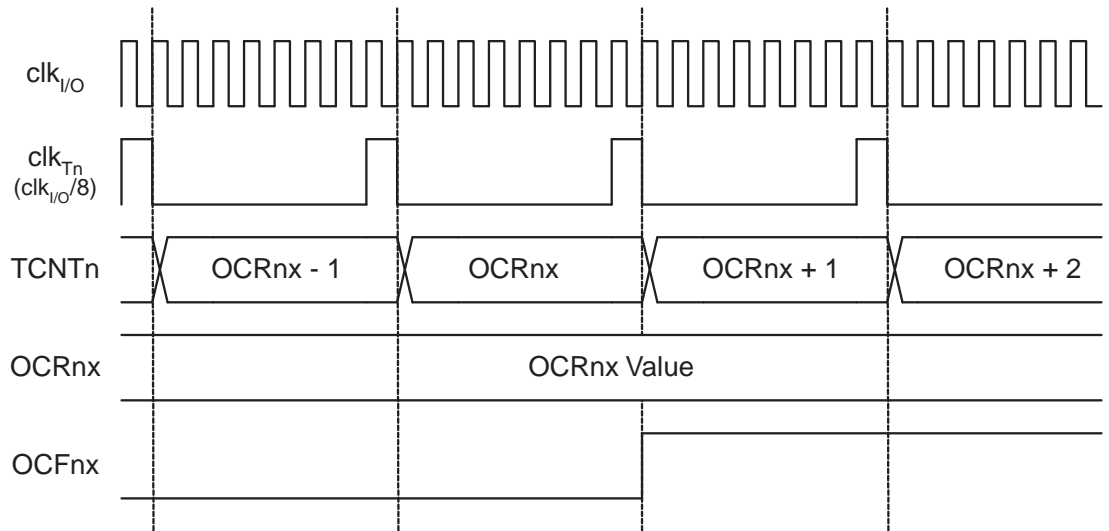 clkI/O
clkTn
(clkI/O/8)
TCNTn
OCRnx - 1
OCRnx
OCRnx + 1
OCRnx + 2
OCRnx
OCRnx Value
OCFnx